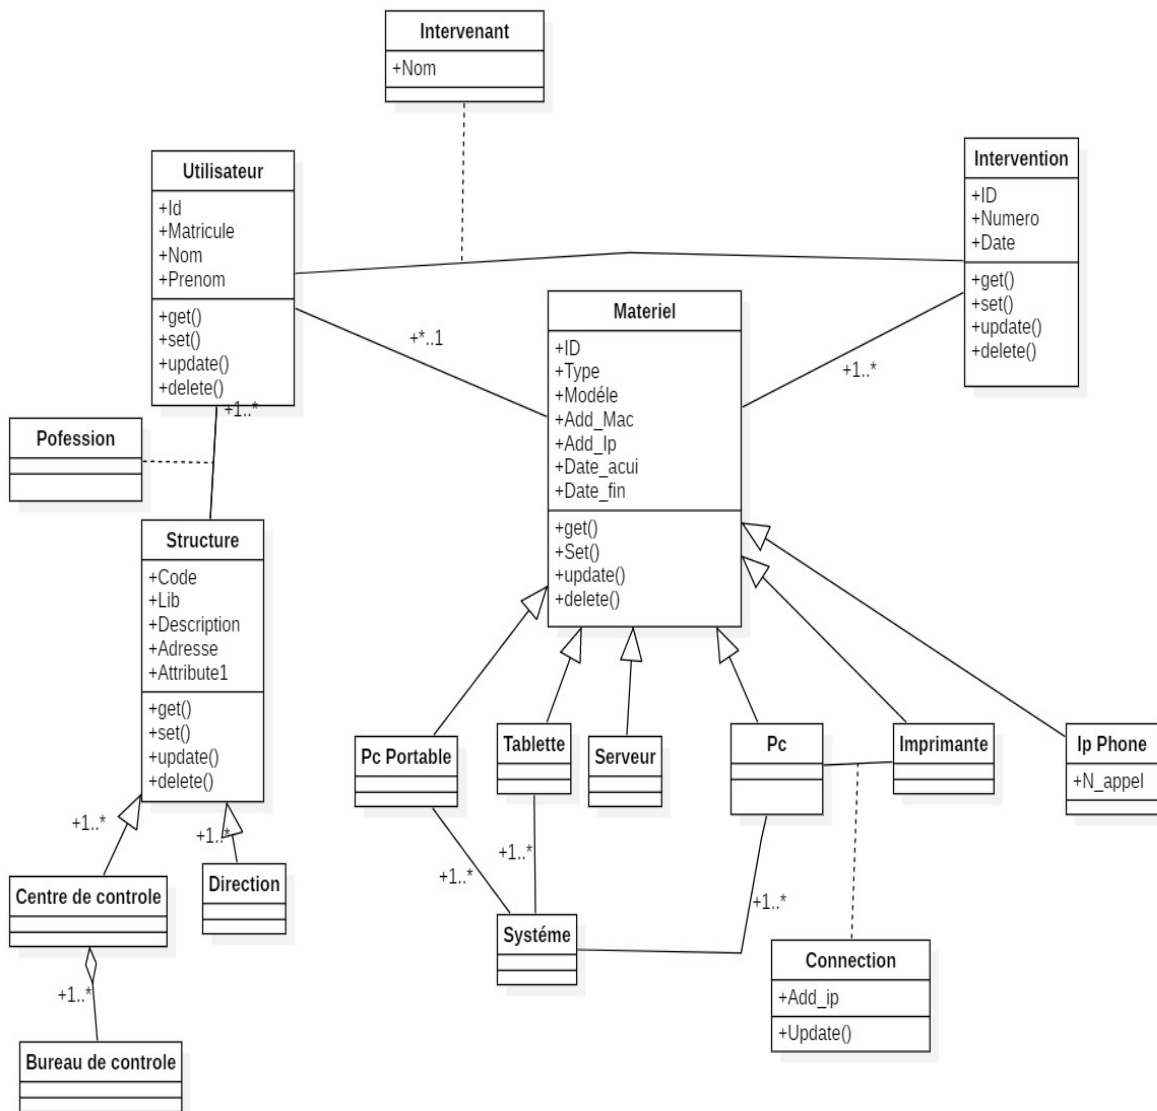 Intervenant
+Nom
Utilisateur
+Id
+Matricule
+Nom
+Prenom
+get()
+set()
+update()
+delete()
Intervention
+ID
+Numero
+Date
+get()
+set()
+update()
+delete()
Materiel
+ID
+Type
+Modéle
+Add_Mac
+Add_Ip
+Date_acui
+Date_fin
+get()
+Set()
+update()
+delete()
+*..1
+1..*
+1..*
Pofession
Structure
+Code
+Lib
+Description
+Adresse
+Attribute1
+get()
+set()
+update()
+delete()
+1..*
+1..*
Centre de controle
Direction
+1..*
Bureau de controle
Pc Portable
Tablette
Serveur
Pc
Imprimante
Ip Phone
+N_appel
+1..*
+1..*
+1..*
Systéme
Connection
+Add_ip
+Update()